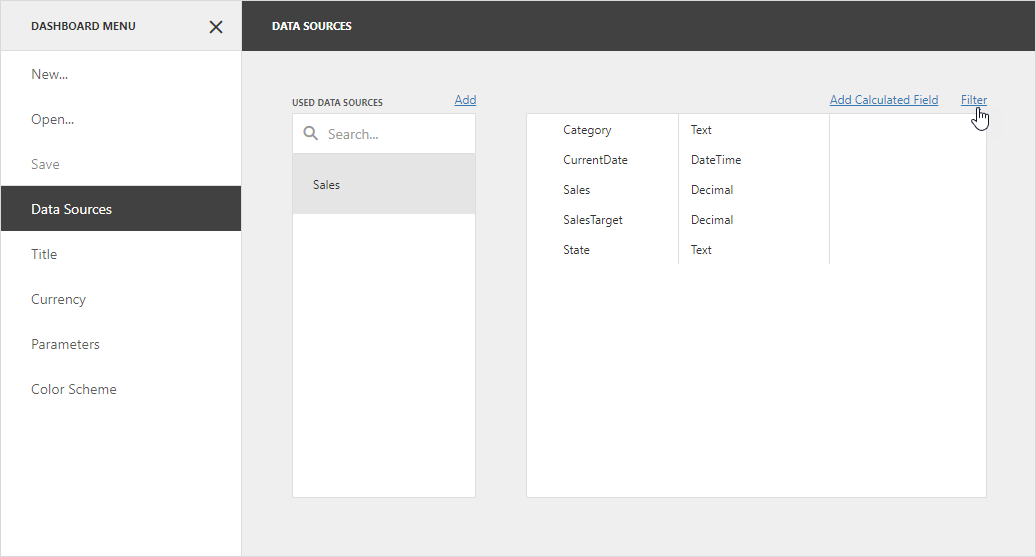 DASHBOARD MENU
DATA SOURCES
New...
Open...
Save
Data Sources
Title
Currency
Parameters
Color Scheme
USED DATA SOURCES Add
Search...
Sales
Add Calculated Field Filter
Category Text
CurrentDate DateTime
Sales Decimal
SalesTarget Decimal
State Text